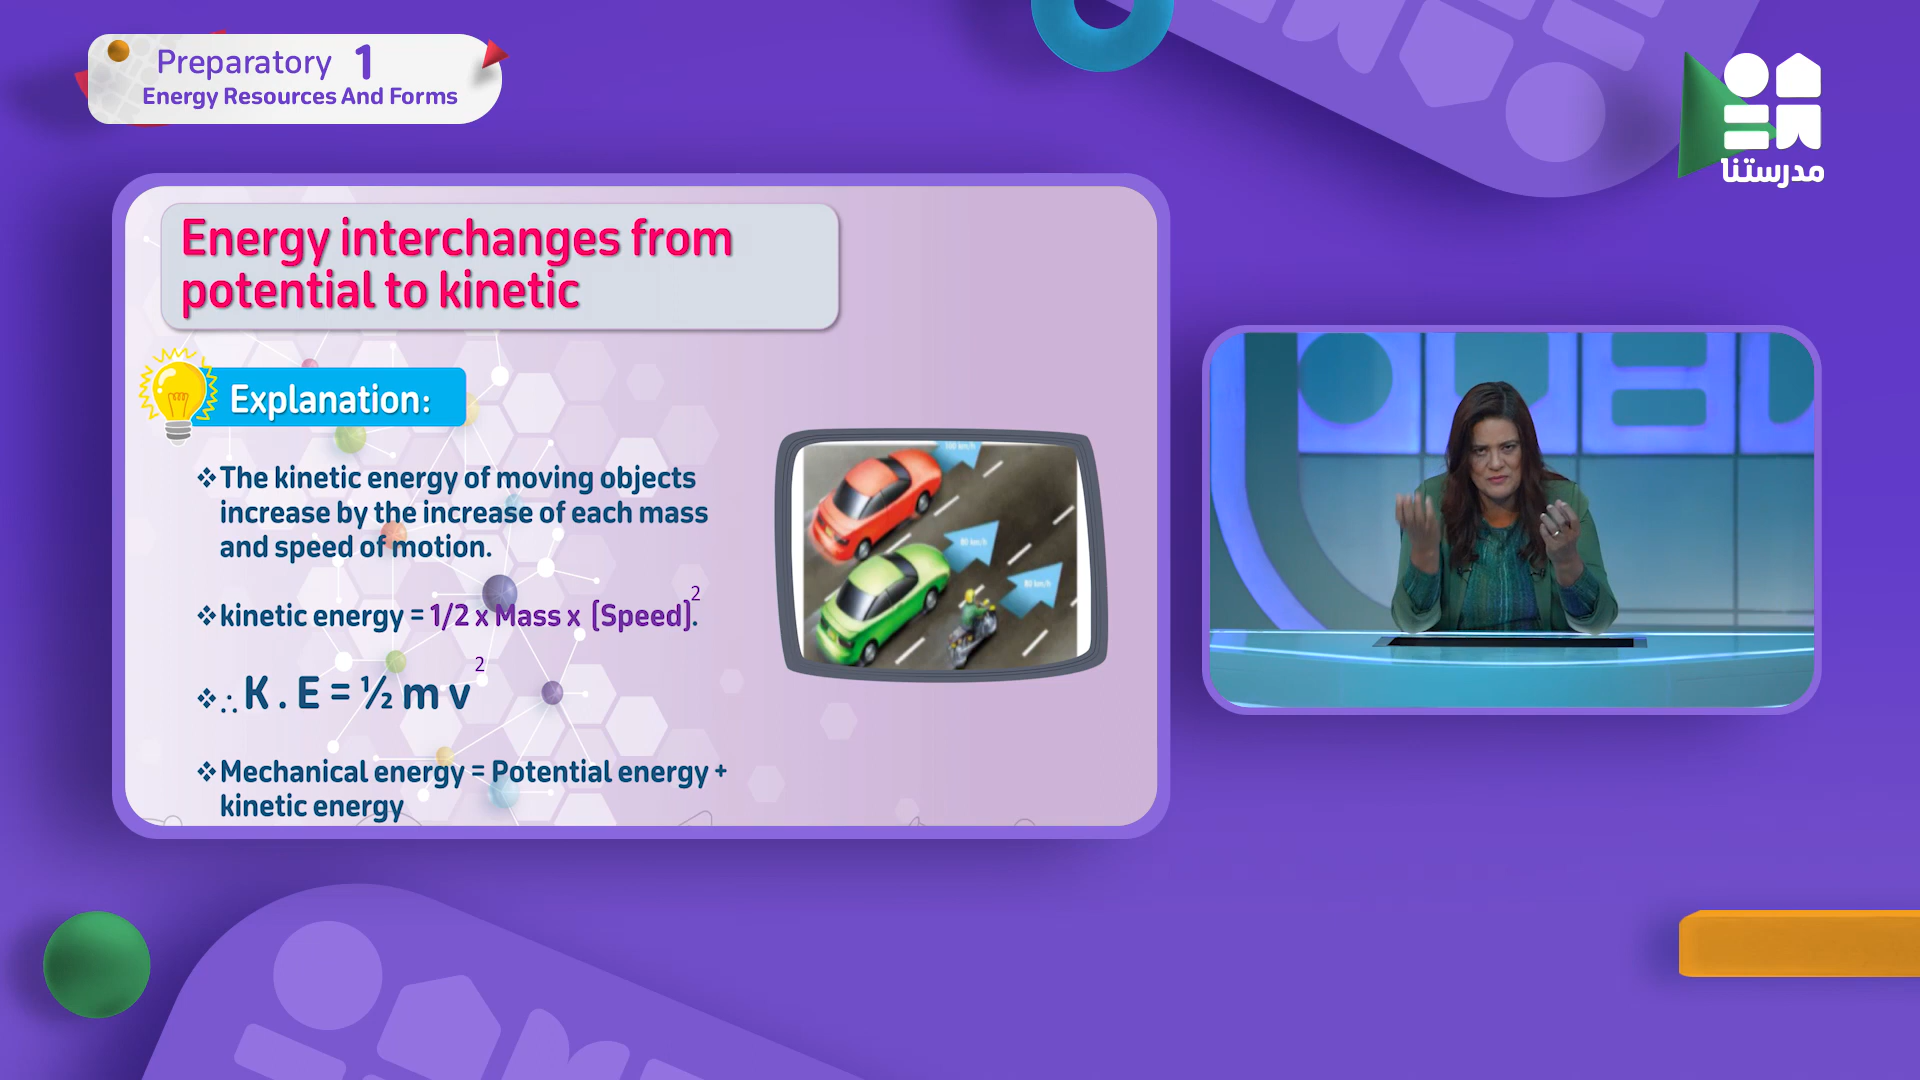 Preparatory 1
Energy Resources And Forms
مدرستنا
Energy interchanges from
potential to kinetic
Explanation:
❖The kinetic energy of moving objects
increase by the increase of each mass
and speed of motion.
❖kinetic energy = 1/2 x Mass x (Speed)².
❖∴ K . E = ½ m v²
❖Mechanical energy = Potential energy +
kinetic energy
80 km/h